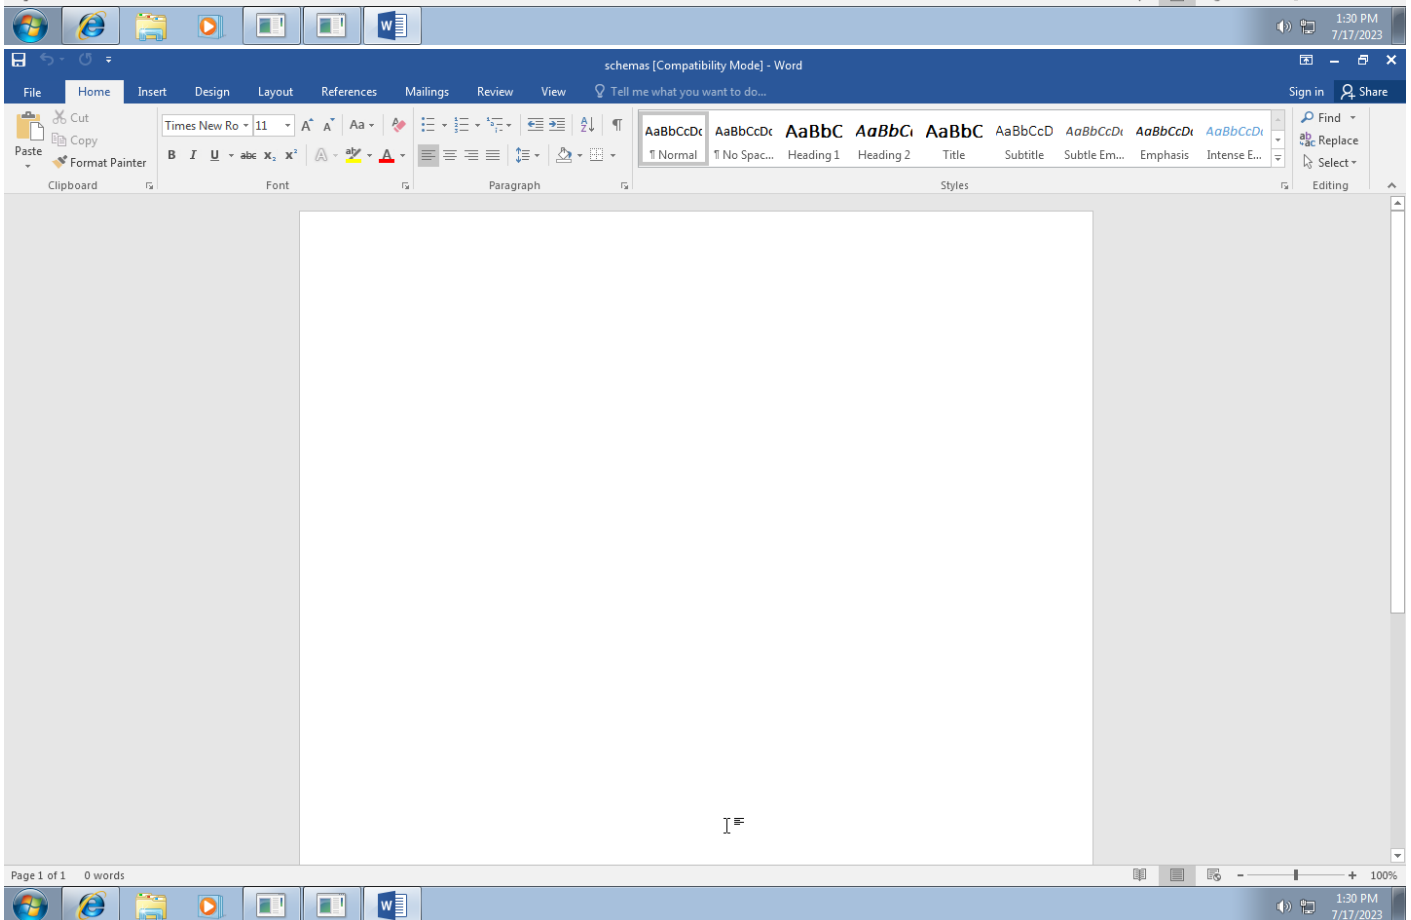 1:30 PM
7/17/2023
schemas [Compatibility Mode] - Word
File Home Insert Design Layout References Mailings Review View Tell me what you want to do... Sign in Share
Paste
Cut
Copy
Format Painter
Clipboard
Times New Ro 11
Aa
B I U abc X₂ X²
A
Font
Paragraph
AaBbCcDc AaBbCcDc AaBbC AaBbCc AaBbC AaBbCcD AaBbCcDc AaBbCcDc AaBbCcDc
¶ Normal ¶ No Spac... Heading 1 Heading 2 Title Subtitle Subtle Em... Emphasis Intense E...
Styles
Find
Replace
Select
Editing
Page 1 of 1 0 words
100%
1:30 PM
7/17/2023